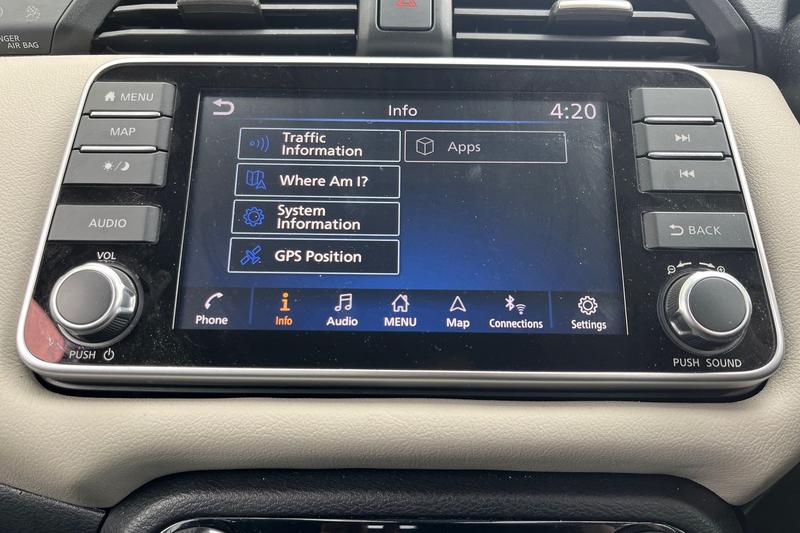 NGER
AIR BAG
MENU
MAP
AUDIO
VOL
PUSH
Info
4:20
Traffic
Information
Apps
Where Am I?
System
Information
GPS Position
Phone
Info
Audio
MENU
Map
Connections
Settings
BACK
PUSH SOUND